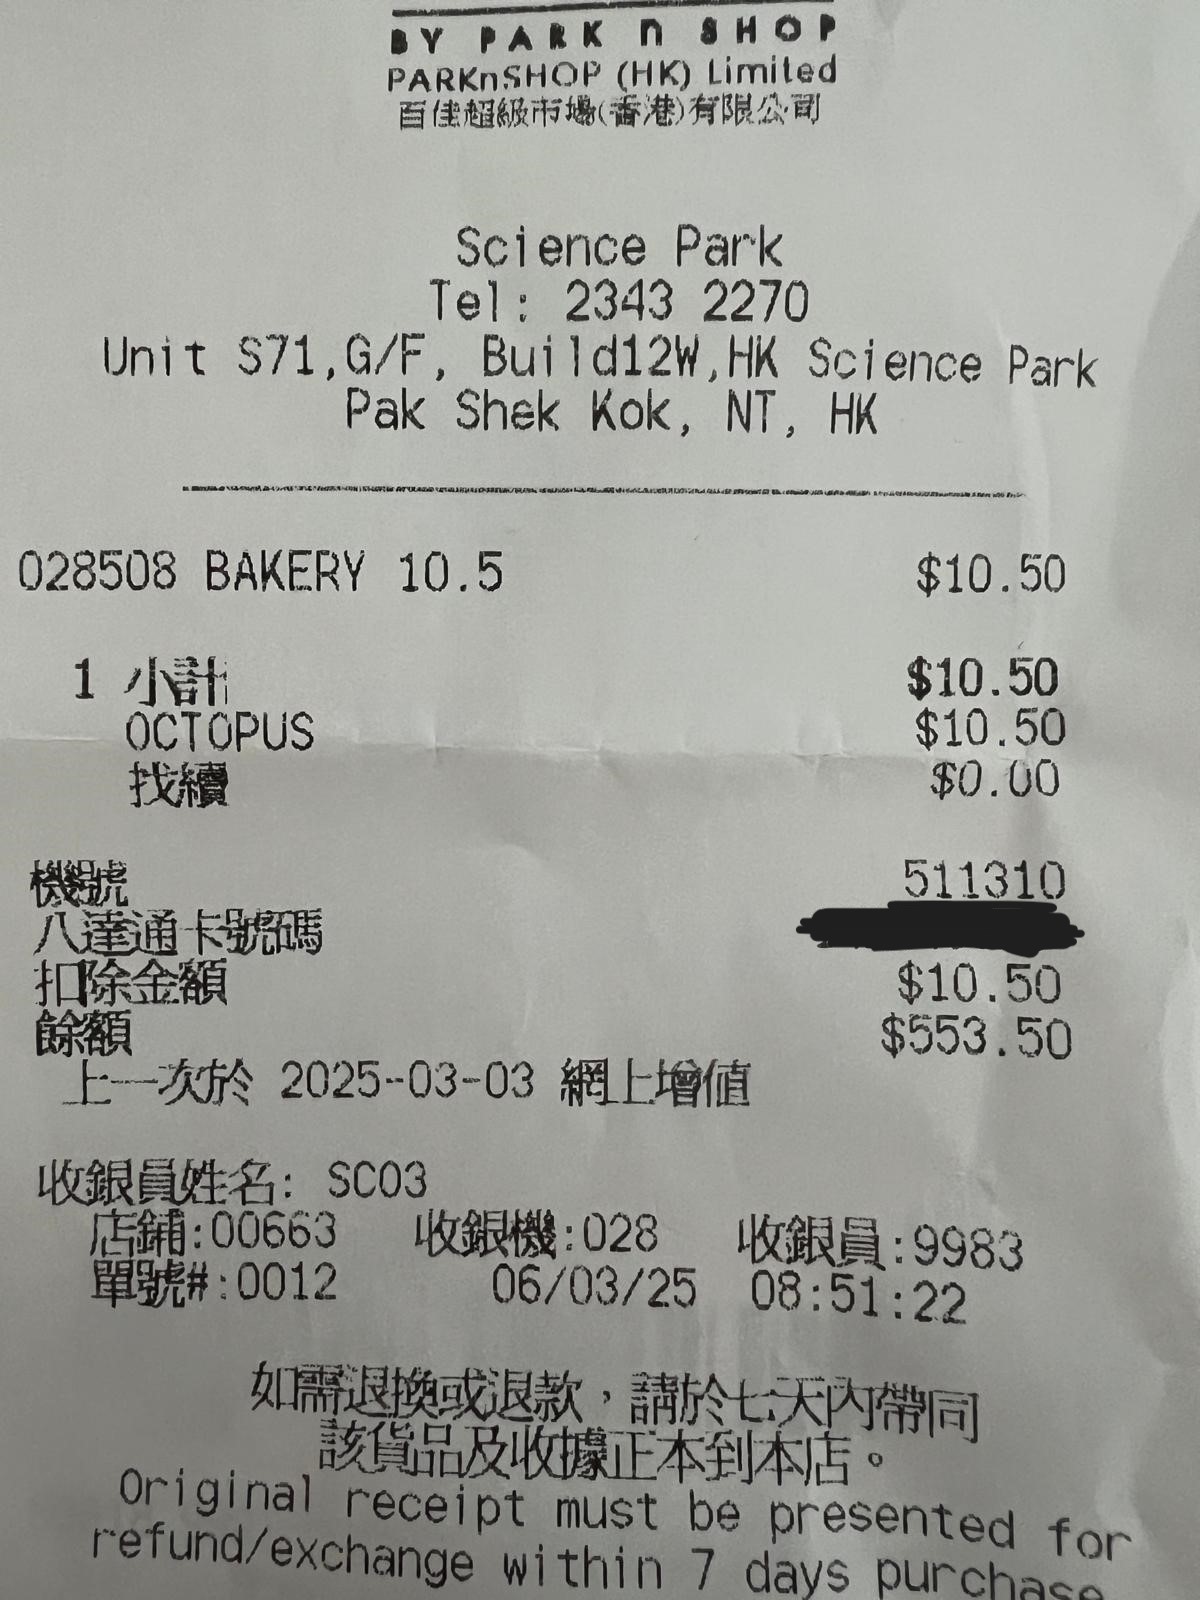 BY PARK n SHOP
PARKnSHOP (HK) Limited
百佳超級市場(香港)有限公司
Science Park
Tel: 2343 2270
Unit S71,G/F, Build12W,HK Science Park
Pak Shek Kok, NT, HK
028508 BAKERY 10.5 $10.50
1 小計 $10.50
OCTOPUS $10.50
找續 $0.00
機號 511310
八達通卡號碼
扣除金額 $10.50
餘額 $553.50
上一次於 2025-03-03 網上增值
收銀員姓名: SC03
店鋪:00663 收銀機:028 收銀員:9983
單號#:0012 06/03/25 08:51:22
如需退換或退款，請於七天內帶同
該貨品及收據正本到本店。
Original receipt must be presented for
refund/exchange within 7 days purchase